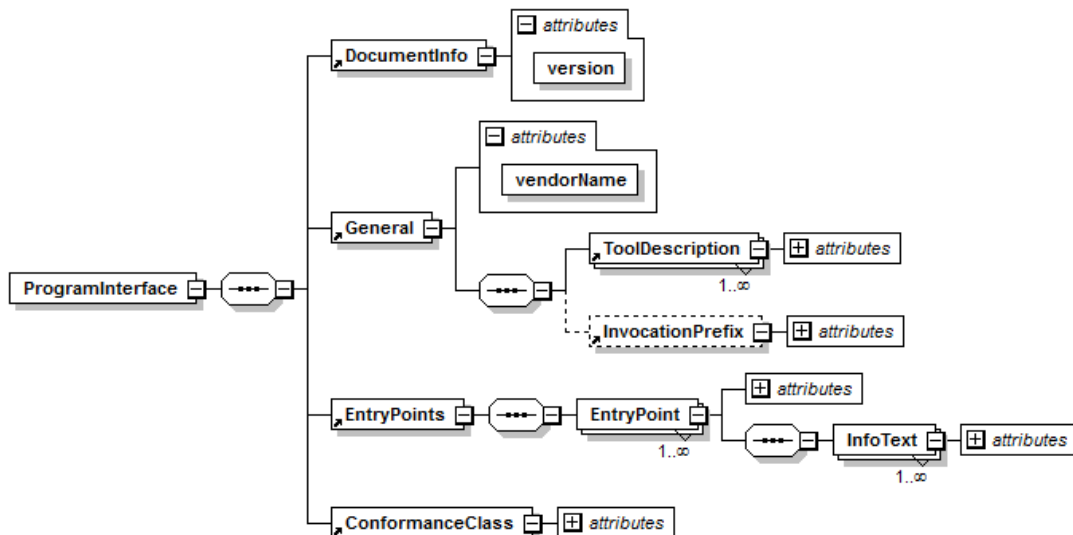 attributes
DocumentInfo
version
attributes
vendorName
General
ToolDescription
attributes
1..∞
ProgramInterface
InvocationPrefix
attributes
attributes
EntryPoints
EntryPoint
1..∞
InfoText
attributes
1..∞
ConformanceClass
attributes